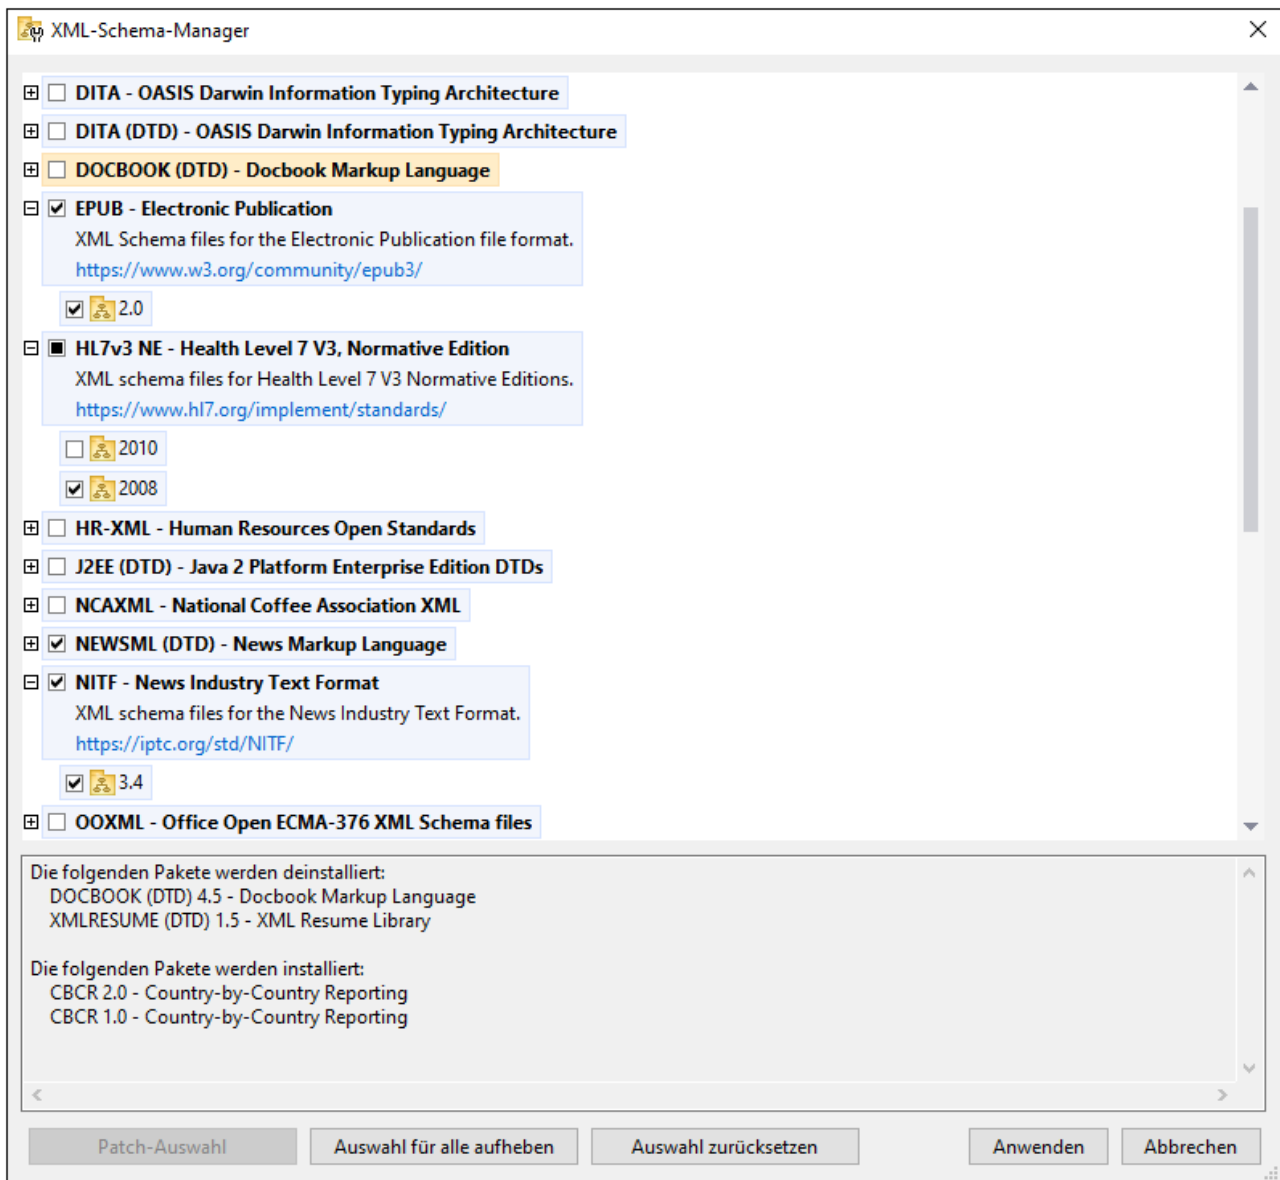 XML-Schema-Manager
DITA - OASIS Darwin Information Typing Architecture
DITA (DTD) - OASIS Darwin Information Typing Architecture
DOCBOOK (DTD) - Docbook Markup Language
EPUB - Electronic Publication
XML Schema files for the Electronic Publication file format.
https://www.w3.org/community/epub3/
2.0
HL7v3 NE - Health Level 7 V3, Normative Edition
XML schema files for Health Level 7 V3 Normative Editions.
https://www.hl7.org/implement/standards/
2010
2008
HR-XML - Human Resources Open Standards
J2EE (DTD) - Java 2 Platform Enterprise Edition DTDs
NCAXML - National Coffee Association XML
NEWSML (DTD) - News Markup Language
NITF - News Industry Text Format
XML schema files for the News Industry Text Format.
https://iptc.org/std/NITF/
3.4
OOXML - Office Open ECMA-376 XML Schema files
Die folgenden Pakete werden deinstalliert:
DOCBOOK (DTD) 4.5 - Docbook Markup Language
XMLRESUME (DTD) 1.5 - XML Resume Library
Die folgenden Pakete werden installiert:
CBCR 2.0 - Country-by-Country Reporting
CBCR 1.0 - Country-by-Country Reporting
Patch-Auswahl
Auswahl für alle aufheben
Auswahl zurücksetzen
Anwenden
Abbrechen